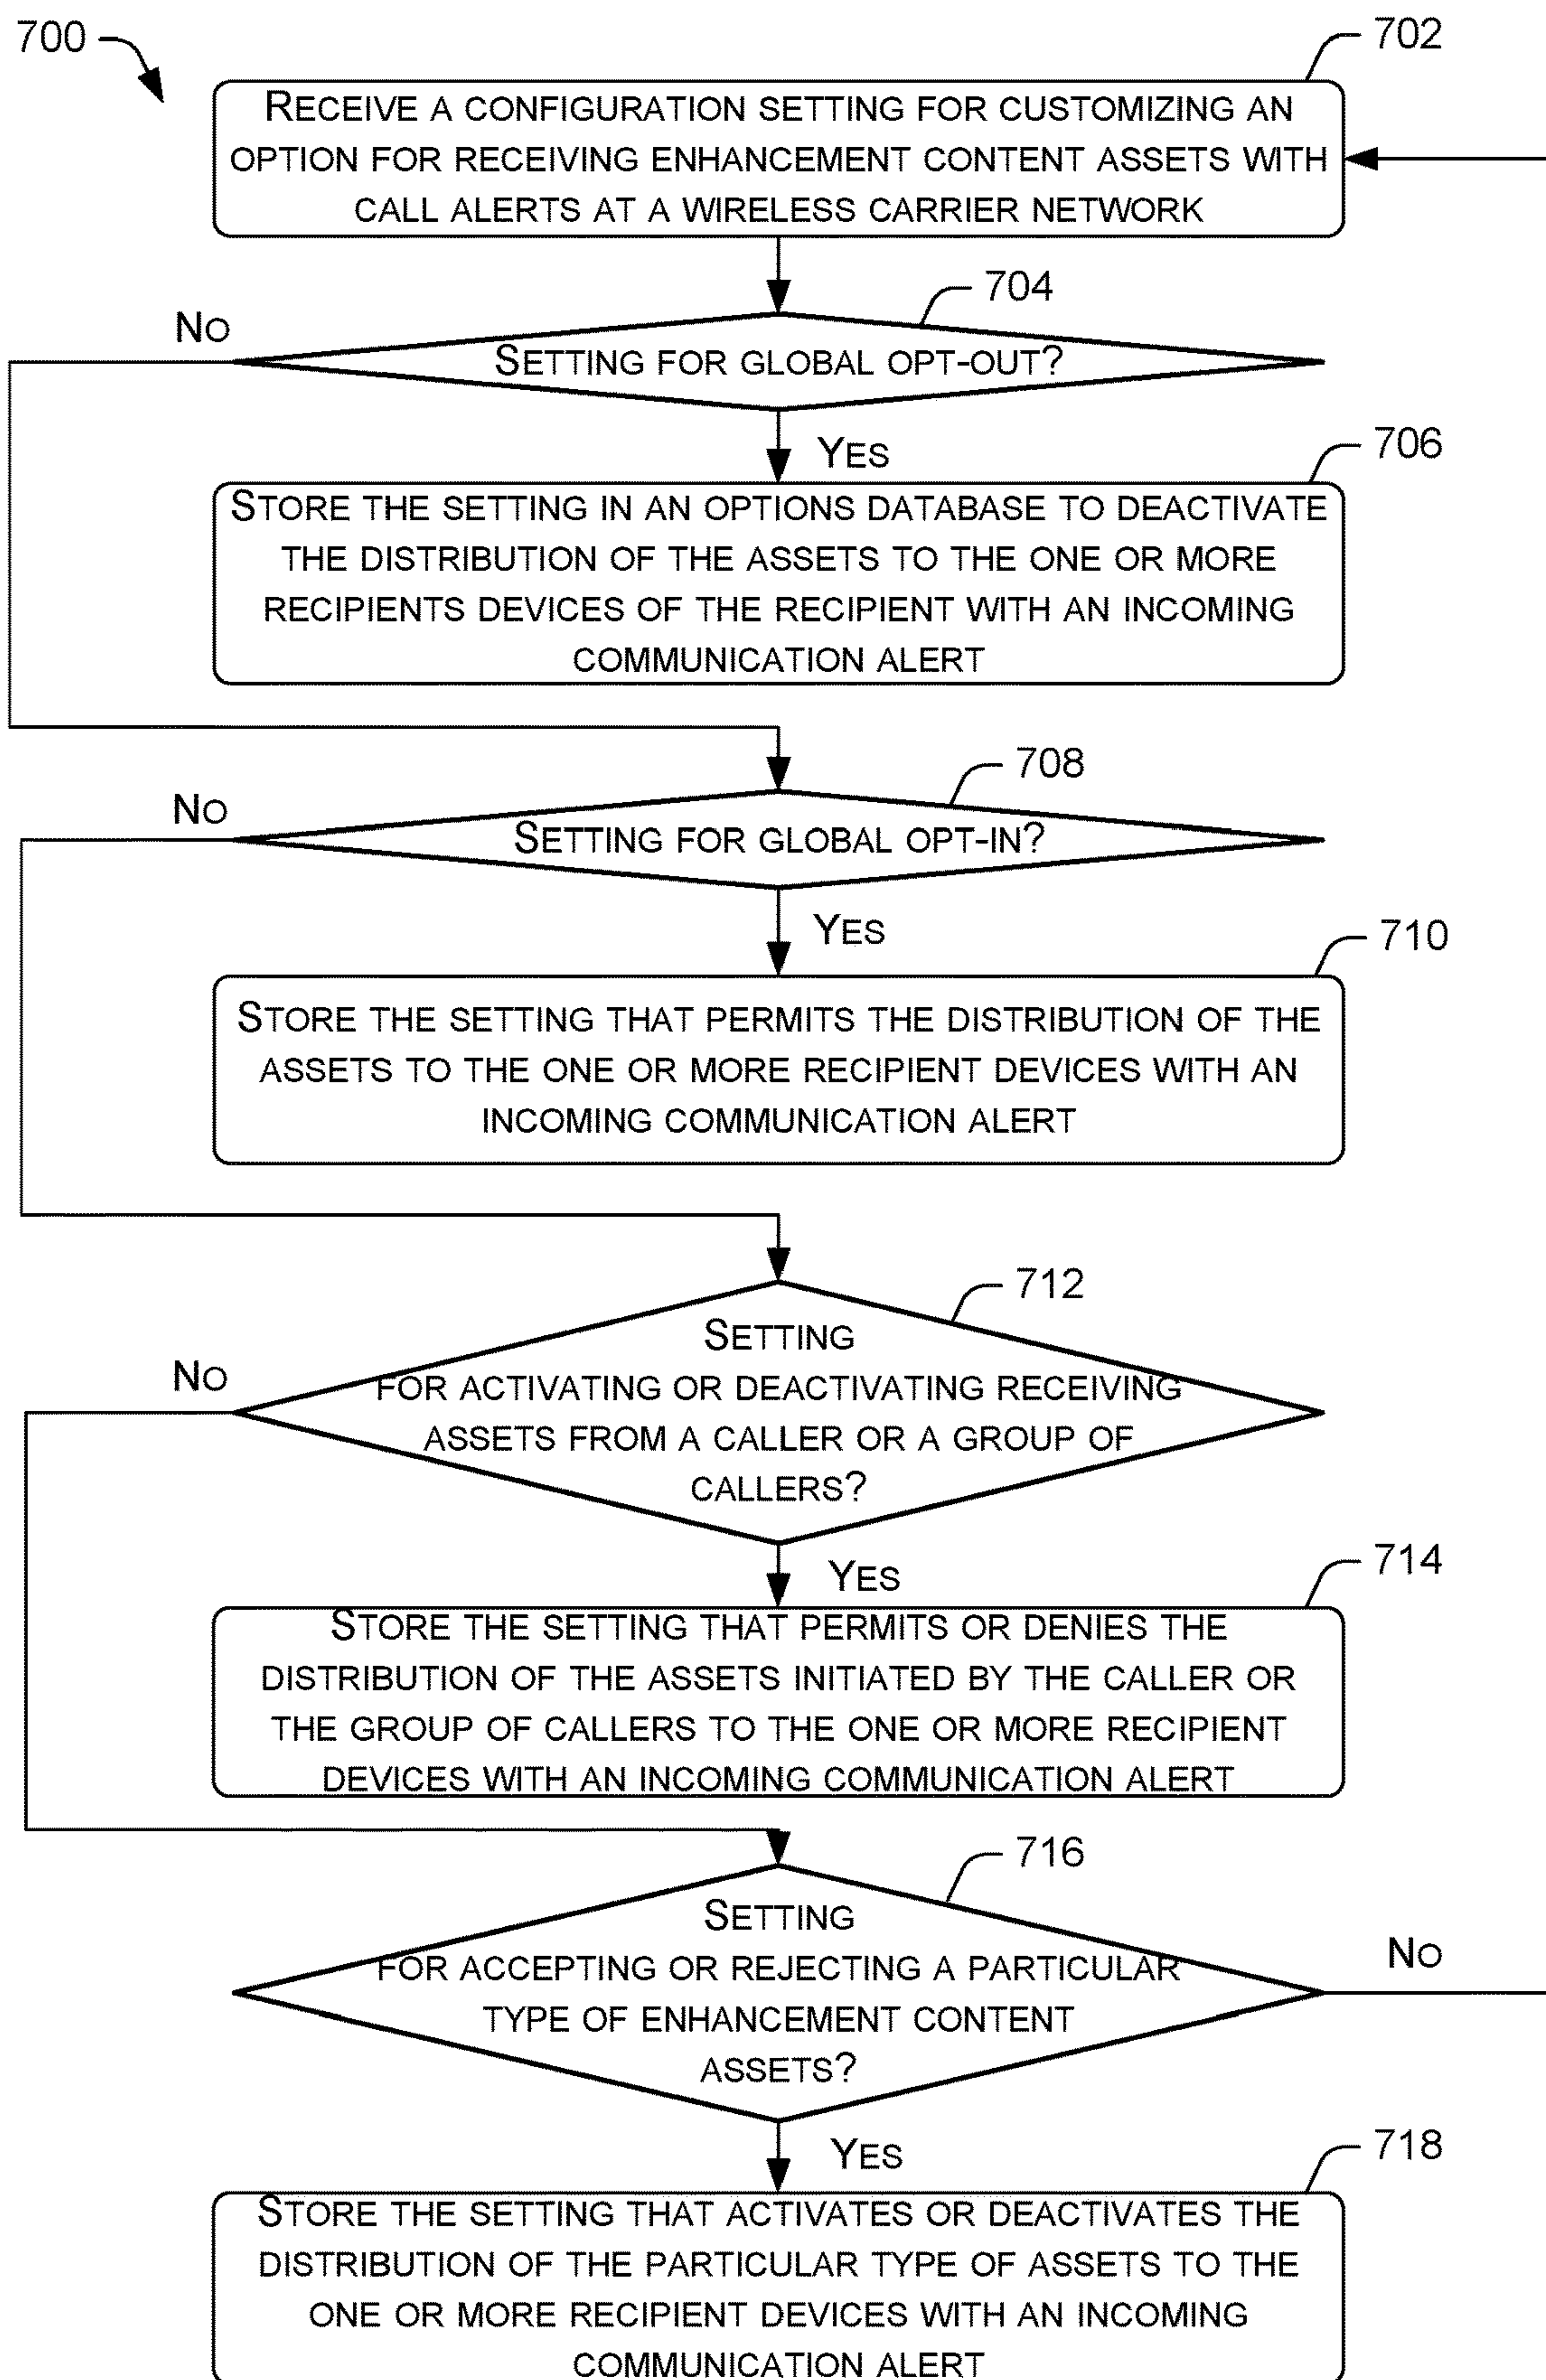 700
702
RECEIVE A CONFIGURATION SETTING FOR CUSTOMIZING AN
OPTION FOR RECEIVING ENHANCEMENT CONTENT ASSETS WITH
CALL ALERTS AT A WIRELESS CARRIER NETWORK
704
NO
SETTING FOR GLOBAL OPT-OUT?
YES
706
STORE THE SETTING IN AN OPTIONS DATABASE TO DEACTIVATE
THE DISTRIBUTION OF THE ASSETS TO THE ONE OR MORE
RECIPIENTS DEVICES OF THE RECIPIENT WITH AN INCOMING
COMMUNICATION ALERT
708
NO
SETTING FOR GLOBAL OPT-IN?
YES
710
STORE THE SETTING THAT PERMITS THE DISTRIBUTION OF THE
ASSETS TO THE ONE OR MORE RECIPIENT DEVICES WITH AN
INCOMING COMMUNICATION ALERT
712
NO
SETTING
FOR ACTIVATING OR DEACTIVATING RECEIVING
ASSETS FROM A CALLER OR A GROUP OF
CALLERS?
YES
714
STORE THE SETTING THAT PERMITS OR DENIES THE
DISTRIBUTION OF THE ASSETS INITIATED BY THE CALLER OR
THE GROUP OF CALLERS TO THE ONE OR MORE RECIPIENT
DEVICES WITH AN INCOMING COMMUNICATION ALERT
716
SETTING
FOR ACCEPTING OR REJECTING A PARTICULAR
TYPE OF ENHANCEMENT CONTENT
ASSETS?
NO
YES
718
STORE THE SETTING THAT ACTIVATES OR DEACTIVATES THE
DISTRIBUTION OF THE PARTICULAR TYPE OF ASSETS TO THE
ONE OR MORE RECIPIENT DEVICES WITH AN INCOMING
COMMUNICATION ALERT